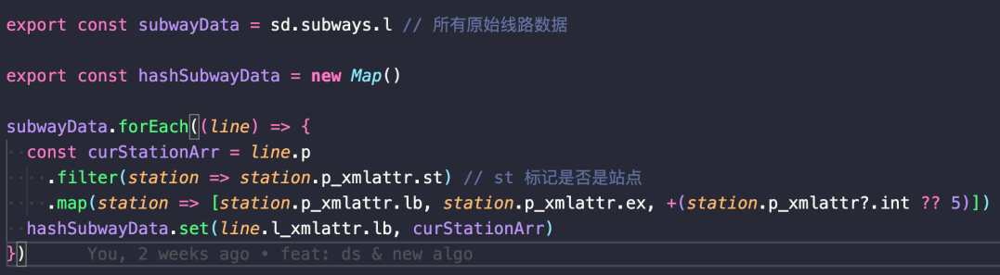 export const subwayData = sd.subways.l // 所有原始线路数据
export const hashSubwayData = new Map()
subwayData.forEach((line) => {
const curStationArr = line.p
.filter(station => station.p_xmlattr.st) // st 标记是否是站点
.map(station => [station.p_xmlattr.lb, station.p_xmlattr.ex, +(station.p_xmlattr?.int ?? 5)])
hashSubwayData.set(line.l_xmlattr.lb, curStationArr)
}) You, 2 weeks ago • feat: ds & new algo